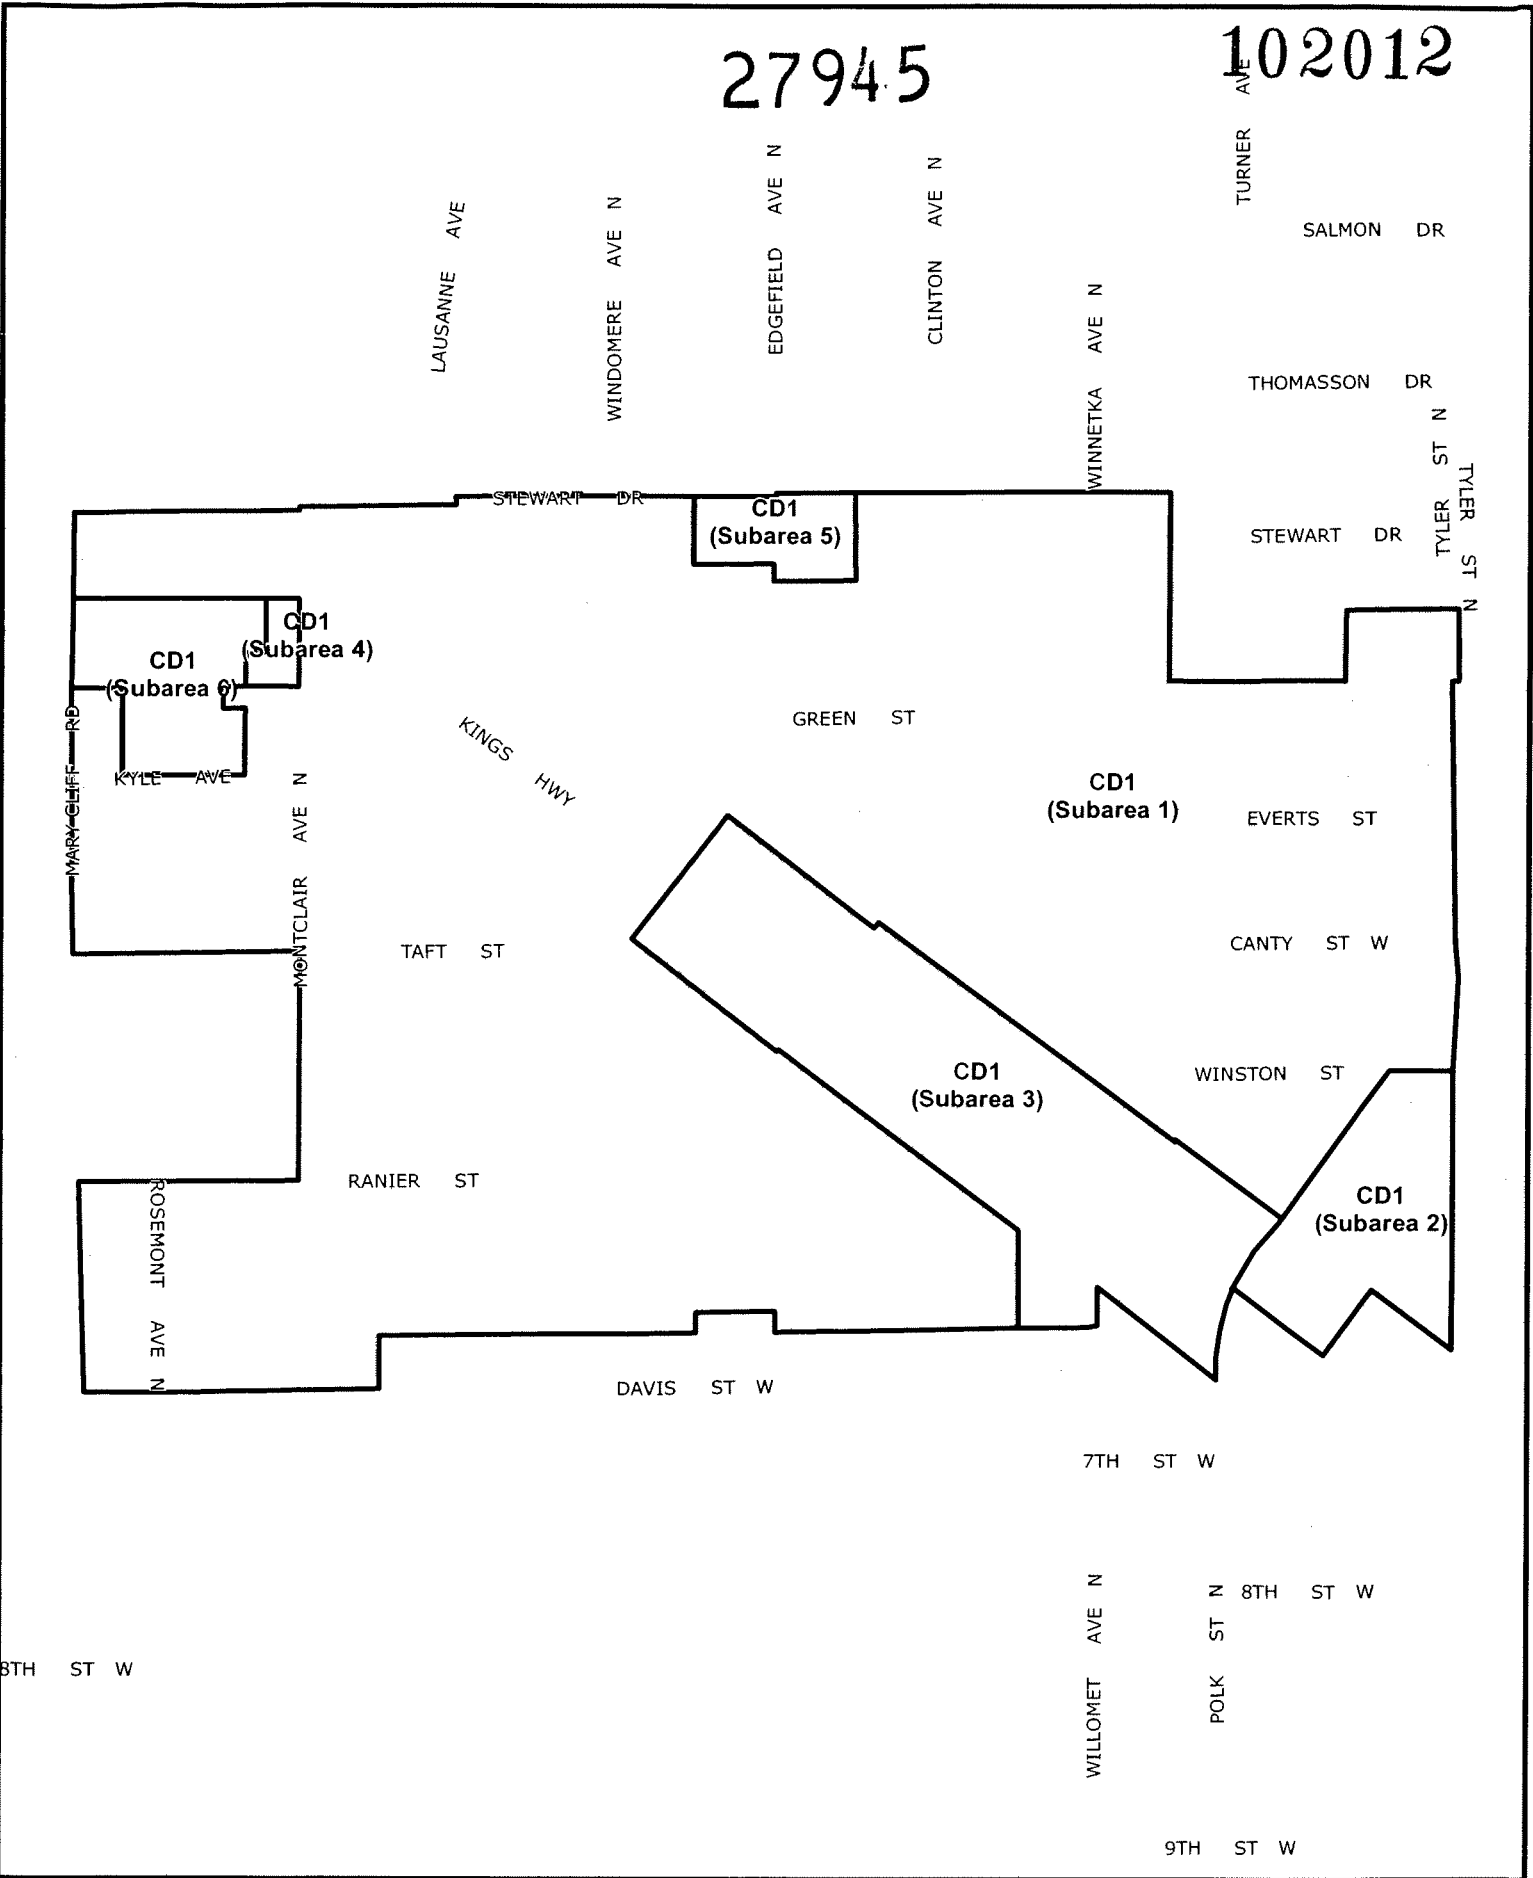 27945
102012
TURNER AVE
SALMON DR
LAUSANNE AVE
WINDOMERE AVE N
EDGEFIELD AVE N
CLINTON AVE N
WINNETKA AVE N
THOMASSON DR
TYLER ST N
TYLER ST N
STEWART DR
STEWART DR
CD1
(Subarea 5)
CD1
(Subarea 4)
CD1
(Subarea 6)
MARY CLIFF RD
KYLE AVE
MONTCLAIR AVE N
KINGS HWY
GREEN ST
CD1
(Subarea 1)
EVERTS ST
TAFT ST
CANTY ST W
CD1
(Subarea 3)
WINSTON ST
RANIER ST
ROSEMONT AVE N
CD1
(Subarea 2)
DAVIS ST W
7TH ST W
WILLOMET AVE N
POLK ST N
8TH ST W
8TH ST W
9TH ST W